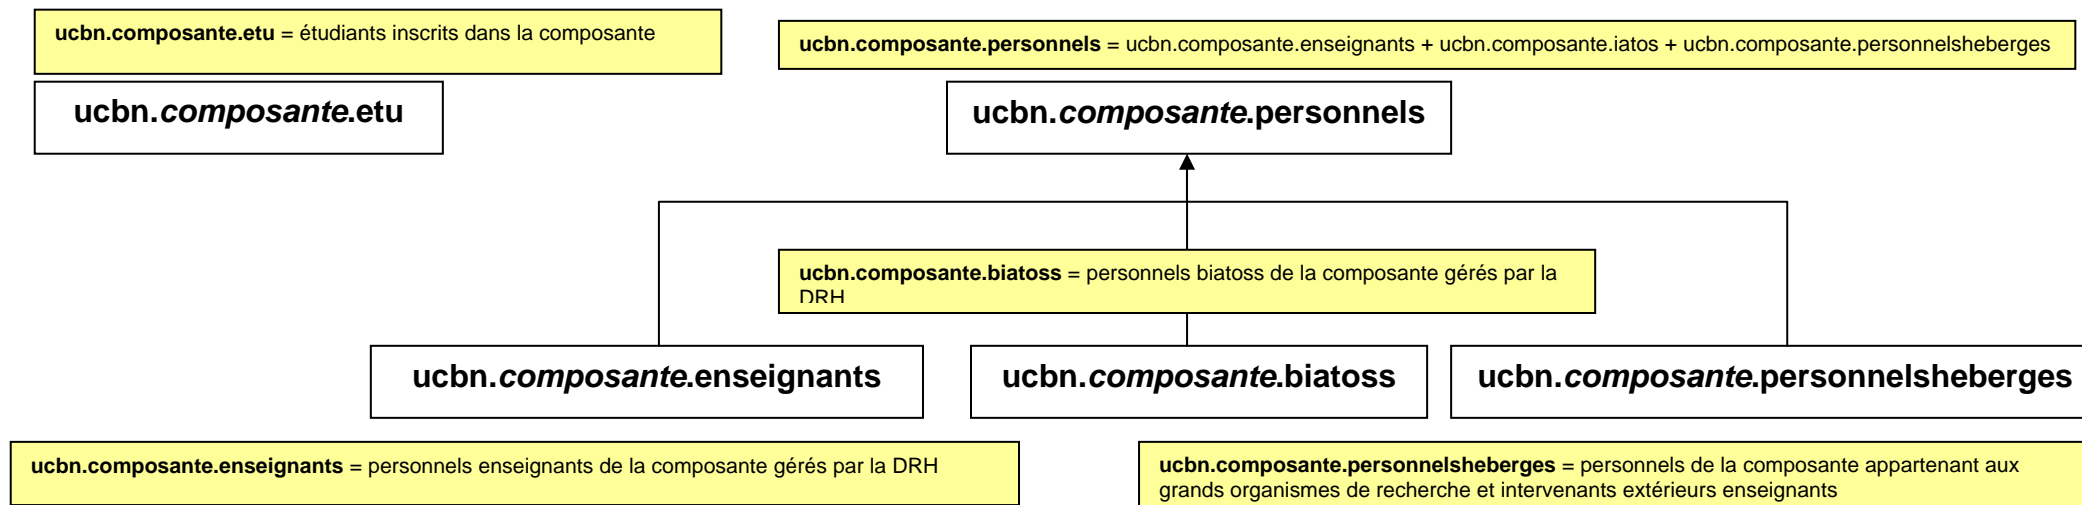 ucbn.composante.etu = étudiants inscrits dans la composante
ucbn.composante.personnels = ucbn.composante.enseignants + ucbn.composante.iatos + ucbn.composante.personnelsheberges
ucbn.composante.etu
ucbn.composante.personnels
ucbn.composante.biatoss = personnels biatoss de la composante gérés par la
DRH
ucbn.composante.enseignants
ucbn.composante.biatoss
ucbn.composante.personnelsheberges
ucbn.composante.enseignants = personnels enseignants de la composante gérés par la DRH
ucbn.composante.personnelsheberges = personnels de la composante appartenant aux
grands organismes de recherche et intervenants extérieurs enseignants